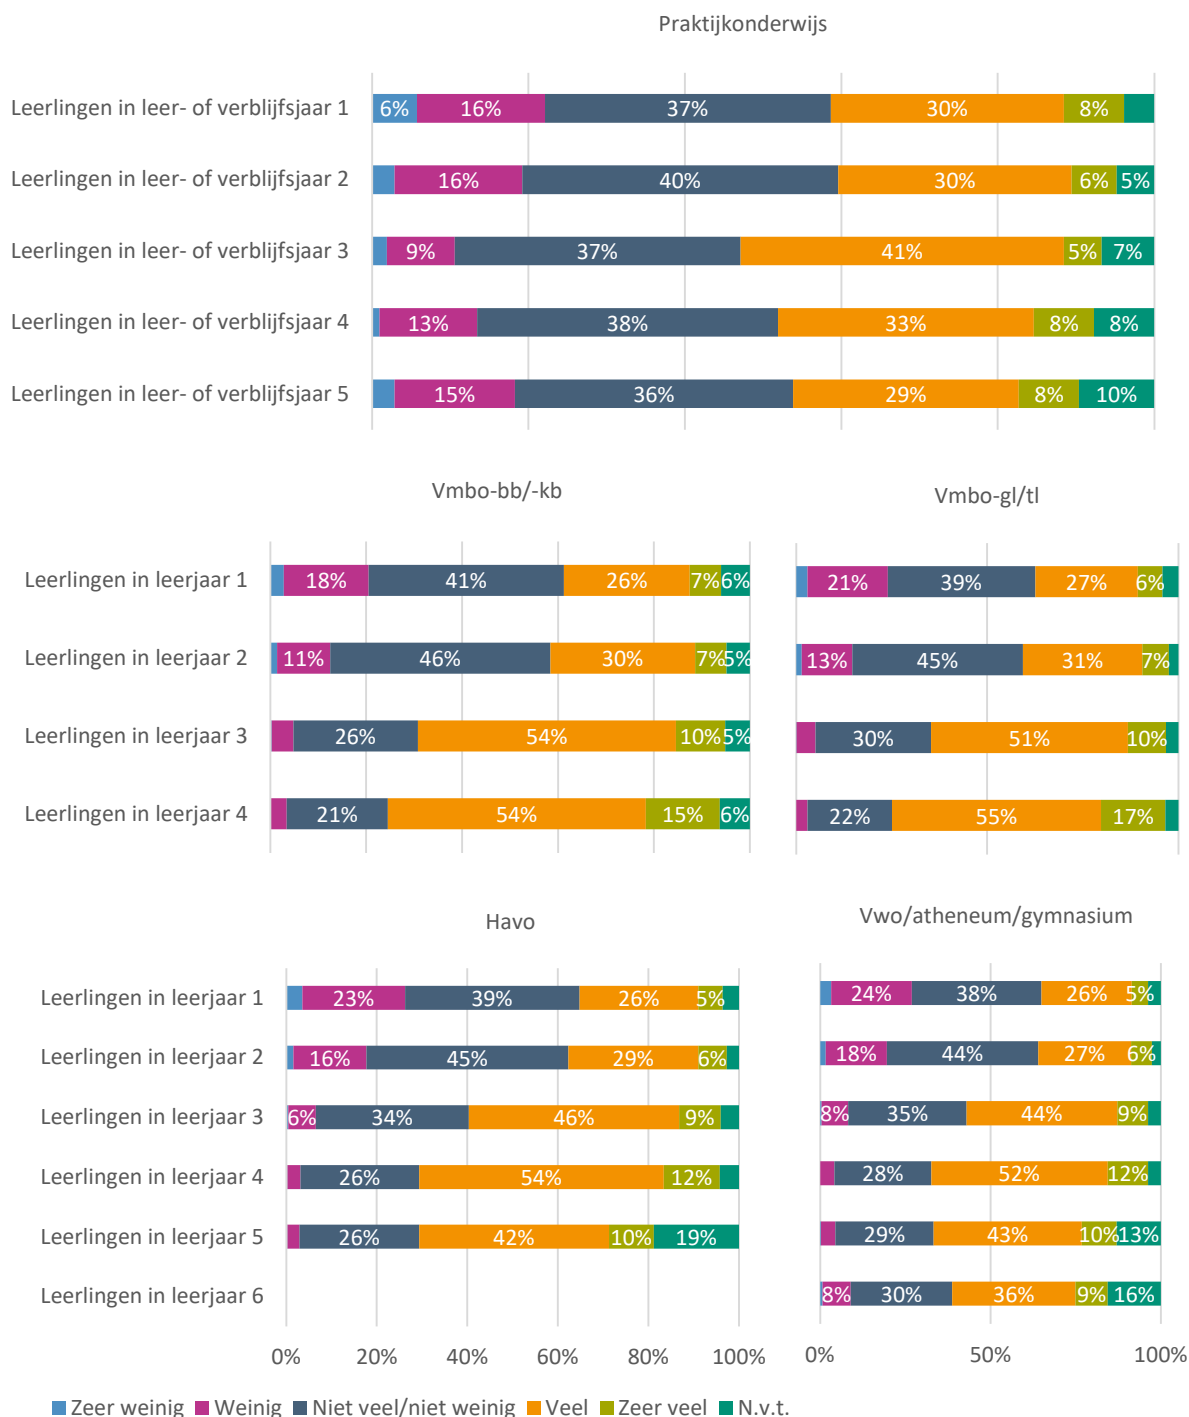 Praktijkonderwijs
Leerlingen in leer- of verblijfsjaar 1 6% 16% 37% 30% 8%
Leerlingen in leer- of verblijfsjaar 2 16% 40% 30% 6% 5%
Leerlingen in leer- of verblijfsjaar 3 9% 37% 41% 5% 7%
Leerlingen in leer- of verblijfsjaar 4 13% 38% 33% 8% 8%
Leerlingen in leer- of verblijfsjaar 5 15% 36% 29% 8% 10%
Vmbo-bb/-kb
Leerlingen in leerjaar 1 18% 41% 26% 7% 6%
Leerlingen in leerjaar 2 11% 46% 30% 7% 5%
Leerlingen in leerjaar 3 26% 54% 10% 5%
Leerlingen in leerjaar 4 21% 54% 15% 6%
Vmbo-gl/tl
21% 39% 27% 6%
13% 45% 31% 7%
30% 51% 10%
22% 55% 17%
Havo
Leerlingen in leerjaar 1 23% 39% 26% 5%
Leerlingen in leerjaar 2 16% 45% 29% 6%
Leerlingen in leerjaar 3 6% 34% 46% 9%
Leerlingen in leerjaar 4 26% 54% 12%
Leerlingen in leerjaar 5 26% 42% 10% 19%
Leerlingen in leerjaar 6
0% 20% 40% 60% 80% 100%
Vwo/atheneum/gymnasium
24% 38% 26% 5%
18% 44% 27% 6%
8% 35% 44% 9%
28% 52% 12%
29% 43% 10% 13%
8% 30% 36% 9% 16%
0% 50% 100%
Zeer weinig Weinig Niet veel/niet weinig Veel Zeer veel N.v.t.